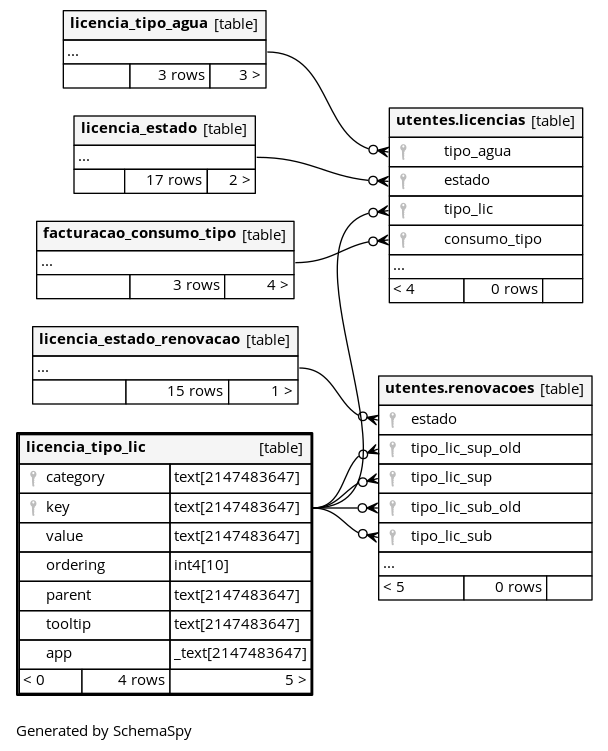 licencia_tipo_agua [table]
...
3 rows 3 >
licencia_estado [table]
...
17 rows 2 >
facturacao_consumo_tipo [table]
...
3 rows 4 >
licencia_estado_renovacao [table]
...
15 rows 1 >
licencia_tipo_lic [table]
category text[2147483647]
key text[2147483647]
value text[2147483647]
ordering int4[10]
parent text[2147483647]
tooltip text[2147483647]
app _text[2147483647]
< 0 4 rows 5 >
utentes.licencias [table]
tipo_agua
estado
tipo_lic
consumo_tipo
...
< 4 0 rows
utentes.renovacoes [table]
estado
tipo_lic_sup_old
tipo_lic_sup
tipo_lic_sub_old
tipo_lic_sub
...
< 5 0 rows
Generated by SchemaSpy